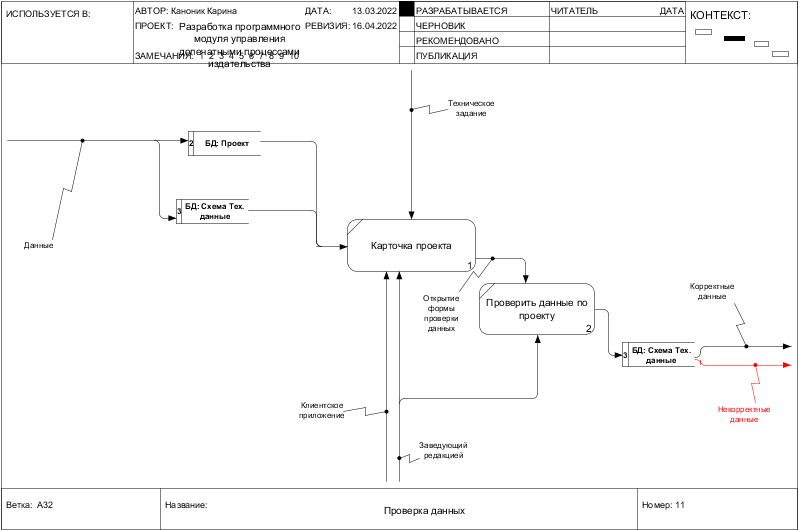 ИСПОЛЬЗУЕТСЯ В:
АВТОР: Каноник Карина
ДАТА: 13.03.2022
РАЗРАБАТЫВАЕТСЯ
ЧИТАТЕЛЬ
ДАТА
КОНТЕКСТ:
ПРОЕКТ: Разработка программного
модуля управления
допечатными процессами
издательства
РЕВИЗИЯ: 16.04.2022
ЧЕРНОВИК
РЕКОМЕНДОВАНО
ЗАМЕЧАНИЯ: 1 2 3 4 5 6 7 8 9 10
ПУБЛИКАЦИЯ
Техническое
задание
2 БД: Проект
3 БД: Схема Тех.
данные
Данные
Карточка проекта
1
Открытие
формы
проверки
данных
Проверить данные по
проекту
2
Корректные
данные
3 БД: Схема Тех.
данные
Некорректные
данные
Клиентское
приложение
Заведующий
редакцией
Ветка: A32
Название:
Проверка данных
Номер: 11